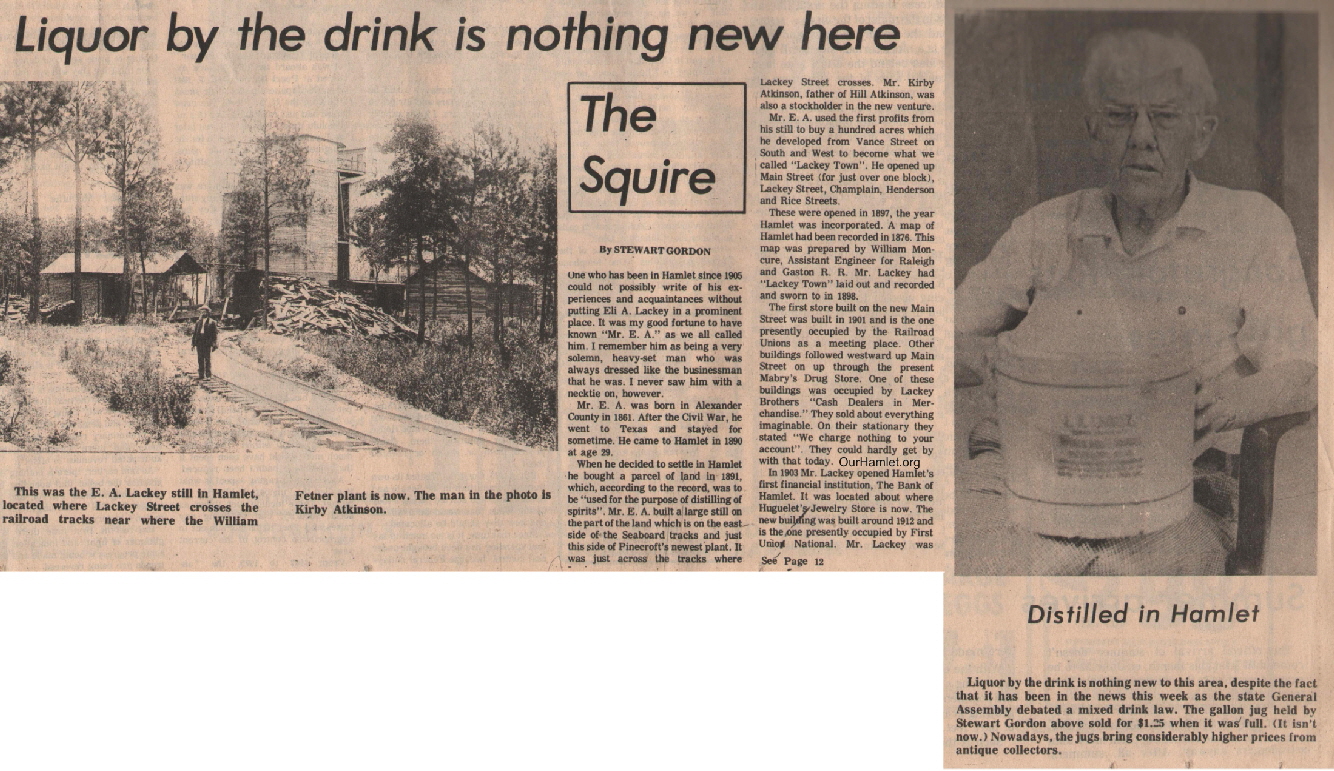 Liquor by the drink is nothing new here
This was the E. A. Lackey still in Hamlet,
located where Lackey Street crosses the
railroad tracks near where the William
Fetner plant is now. The man in the photo is
Kirby Atkinson.
The
Squire
By STEWART GORDON
One who has been in Hamlet since 1905
could not possibly write of his ex-
periences and acquaintances without
putting Eli A. Lackey in a prominent
place. It was my good fortune to have
known "Mr. E. A." as we all called
him. I remember him as being a very
solemn, heavy-set man who was
always dressed like the businessman
that he was. I never saw him with a
necktie on, however.
Mr. E. A. was born in Alexander
County in 1861. After the Civil War, he
went to Texas and stayed for
sometime. He came to Hamlet in 1890
at age 29.
When he decided to settle in Hamlet
he bought a parcel of land in 1891,
which, according to the record, was to
be "used for the purpose of distilling of
spirits". Mr. E. A. built a large still on
the part of the land which is on the east
side of the Seaboard tracks and just
this side of Pinecroft's newest plant. It
was just across the tracks where
Lackey Street crosses. Mr. Kirby
Atkinson, father of Hill Atkinson, was
also a stockholder in the new venture.
Mr. E. A. used the first profits from
his still to buy a hundred acres which
he developed from Vance Street on
South and West to become what we
called "Lackey Town". He opened up
Main Street (for just over one block),
Lackey Street, Champlain, Henderson
and Rice Streets.
These were opened in 1897, the year
Hamlet was incorporated. A map of
Hamlet had been recorded in 1876. This
map was prepared by William Mon-
cure, Assistant Engineer for Raleigh
and Gaston R. R. Mr. Lackey had
"Lackey Town" laid out and recorded
and sworn to in 1898.
The first store built on the new Main
Street was built in 1901 and is the one
presently occupied by the Railroad
Unions as a meeting place. Other
buildings followed westward up Main
Street on up through the present
Mabry's Drug Store. One of these
buildings was occupied by Lackey
Brothers "Cash Dealers in Mer-
chandise." They sold about everything
imaginable. On their stationary they
stated "We charge nothing to your
account". They could hardly get by
with that today. OurHamlet.org
In 1903 Mr. Lackey opened Hamlet's
first financial institution, The Bank of
Hamlet. It was located about where
Huguelet's Jewelry Store is now. The
new building was built around 1912 and
is the one presently occupied by First
Union National. Mr. Lackey was
See Page 12
Distilled in Hamlet
Liquor by the drink is nothing new to this area, despite the fact
that it has been in the news this week as the state General
Assembly debated a mixed drink law. The gallon jug held by
Stewart Gordon above sold for $1.25 when it was full. (It isn't
now.) Nowadays, the jugs bring considerably higher prices from
antique collectors.